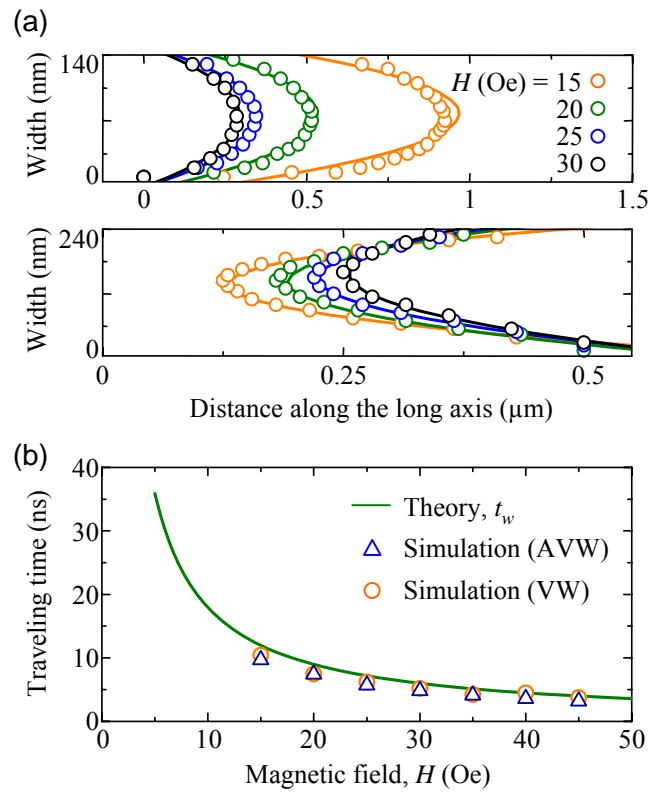 (a)
140
Width (nm)
0
H (Oe) = 15
20
25
30
0
0.5
1
1.5
240
Width (nm)
0
0
0.25
0.5
Distance along the long axis (µm)
(b)
40
30
20
10
0
Traveling time (ns)
Theory, t_w
Simulation (AVW)
Simulation (VW)
0
10
20
30
40
50
Magnetic field, H (Oe)